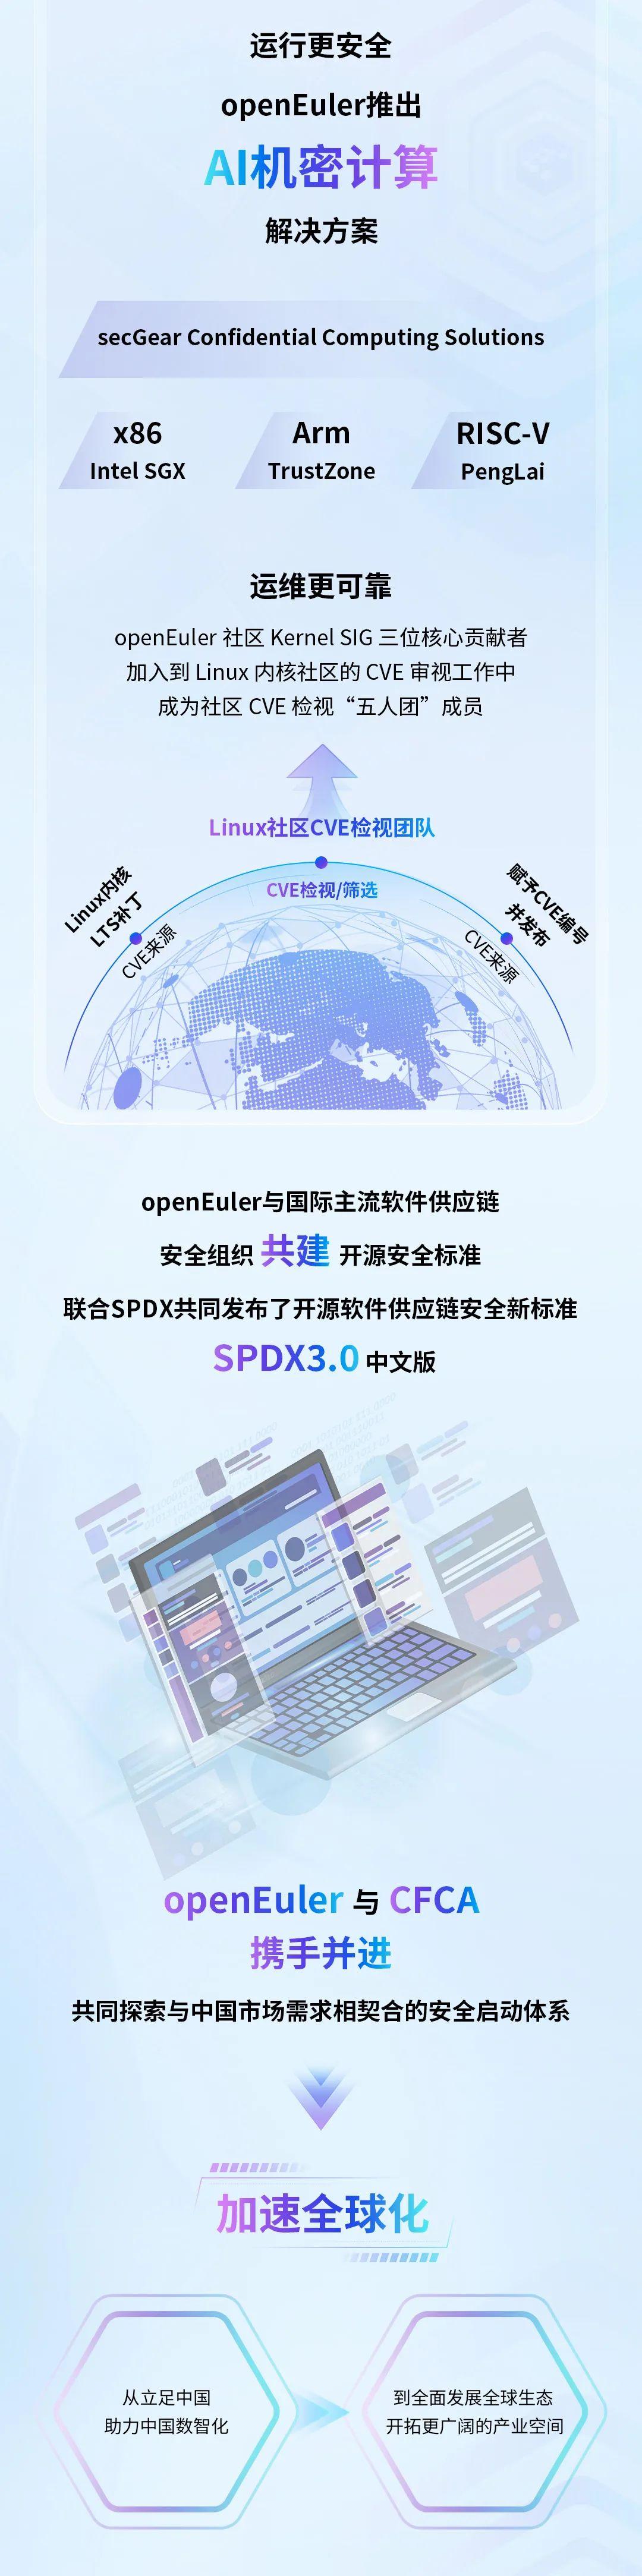 运行更安全
openEuler推出
AI机密计算
解决方案
secGear Confidential Computing Solutions
x86
Intel SGX
Arm
TrustZone
RISC-V
PengLai
运维更可靠
openEuler 社区 Kernel SIG 三位核心贡献者
加入到 Linux 内核社区的 CVE 审视工作中
成为社区 CVE 检视“五人团”成员
Linux社区CVE检视团队
CVE检视/筛选
Linux内核
LTS补丁
CVE来源
赋予CVE编号
并发布
CVE来源
openEuler与国际主流软件供应链
安全组织 共建 开源安全标准
联合SPDX共同发布了开源软件供应链安全新标准
SPDX3.0 中文版
openEuler 与 CFCA
携手并进
共同探索与中国市场需求相契合的安全启动体系
加速全球化
从立足中国
助力中国数智化
到全面发展全球生态
开拓更广阔的产业空间